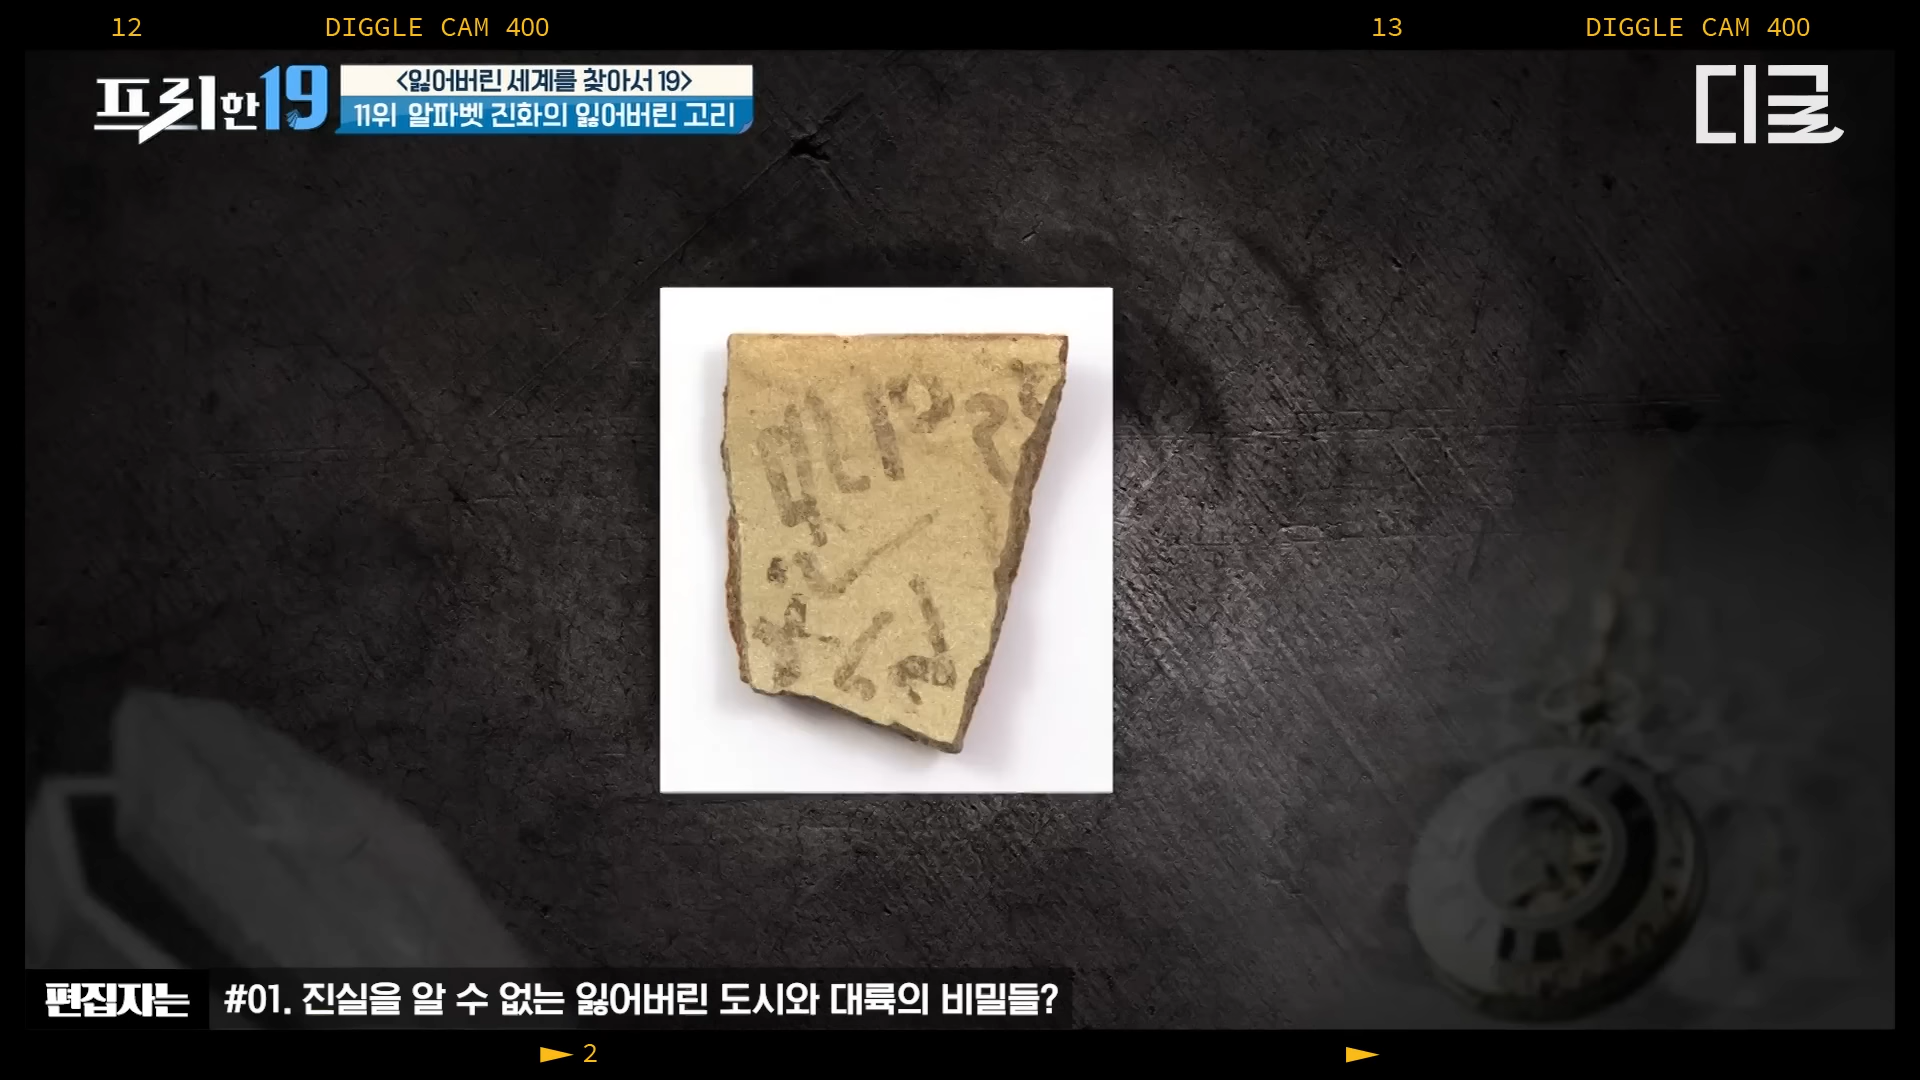 12 DIGGLE CAM 400 13 DIGGLE CAM 400
프리한19
<잃어버린 세계를 찾아서 19>
11위 알파벳 진화의 잃어버린 고리
디글
편집자는
#01. 진실을 알 수 없는 잃어버린 도시와 대륙의 비밀들?
2